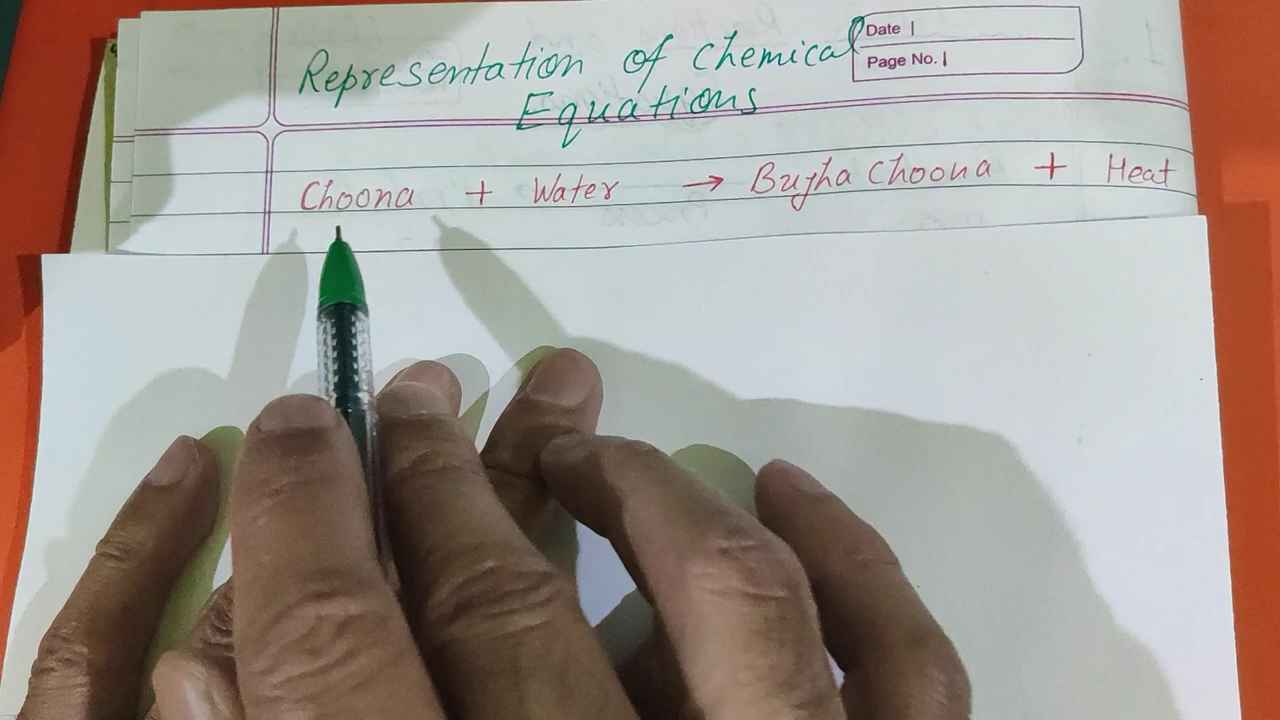 Representation of Chemical
Equations
Date
Page No.
Choona + Water → Bujha Choona + Heat